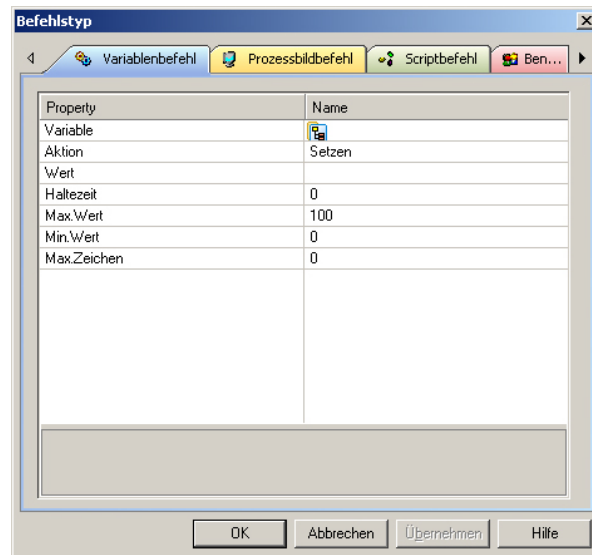 Befehlstyp
Variablenbefehl Prozessbildbefehl Scriptbefehl Ben...
Property Name
Variable
Aktion Setzen
Wert
Haltezeit 0
Max.Wert 100
Min.Wert 0
Max.Zeichen 0
OK Abbrechen Übernehmen Hilfe